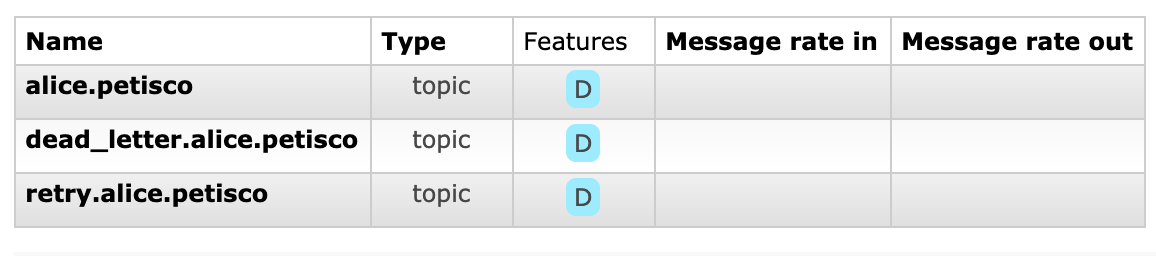 Name Type Features Message rate in Message rate out
alice.petisco topic D
dead_letter.alice.petisco topic D
retry.alice.petisco topic D